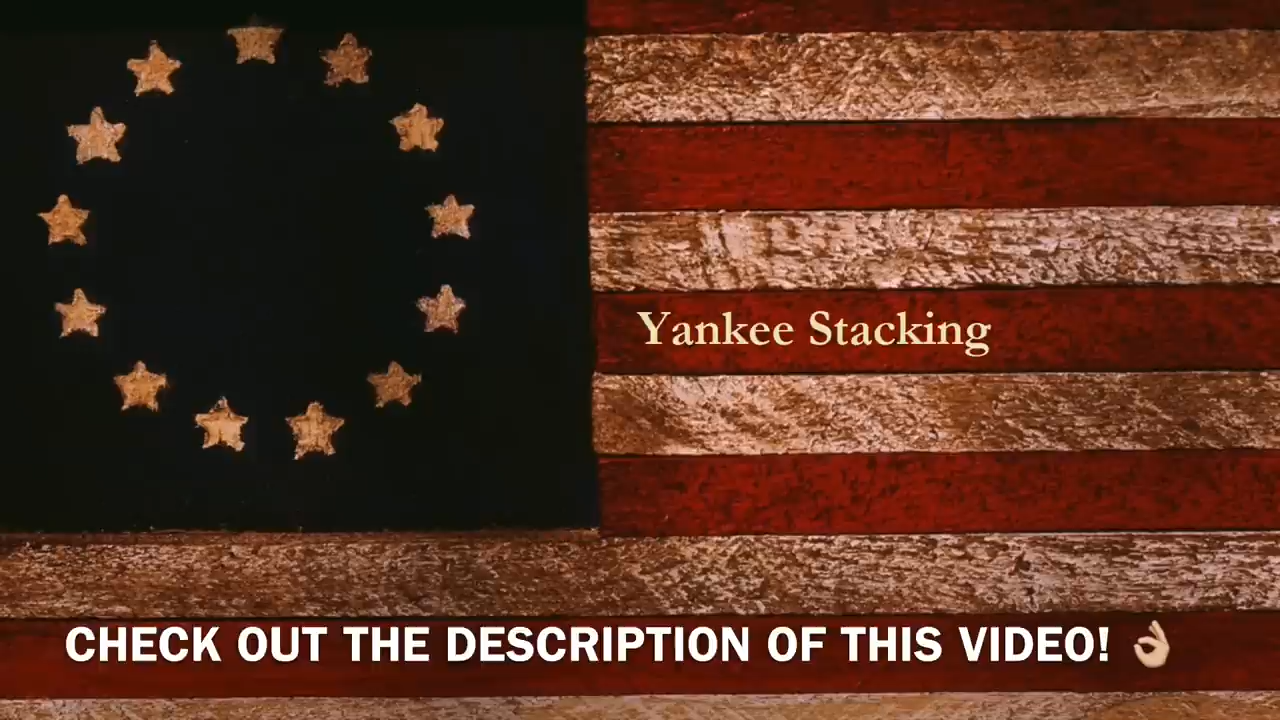 Yankee Stacking
CHECK OUT THE DESCRIPTION OF THIS VIDEO! 👌🏼